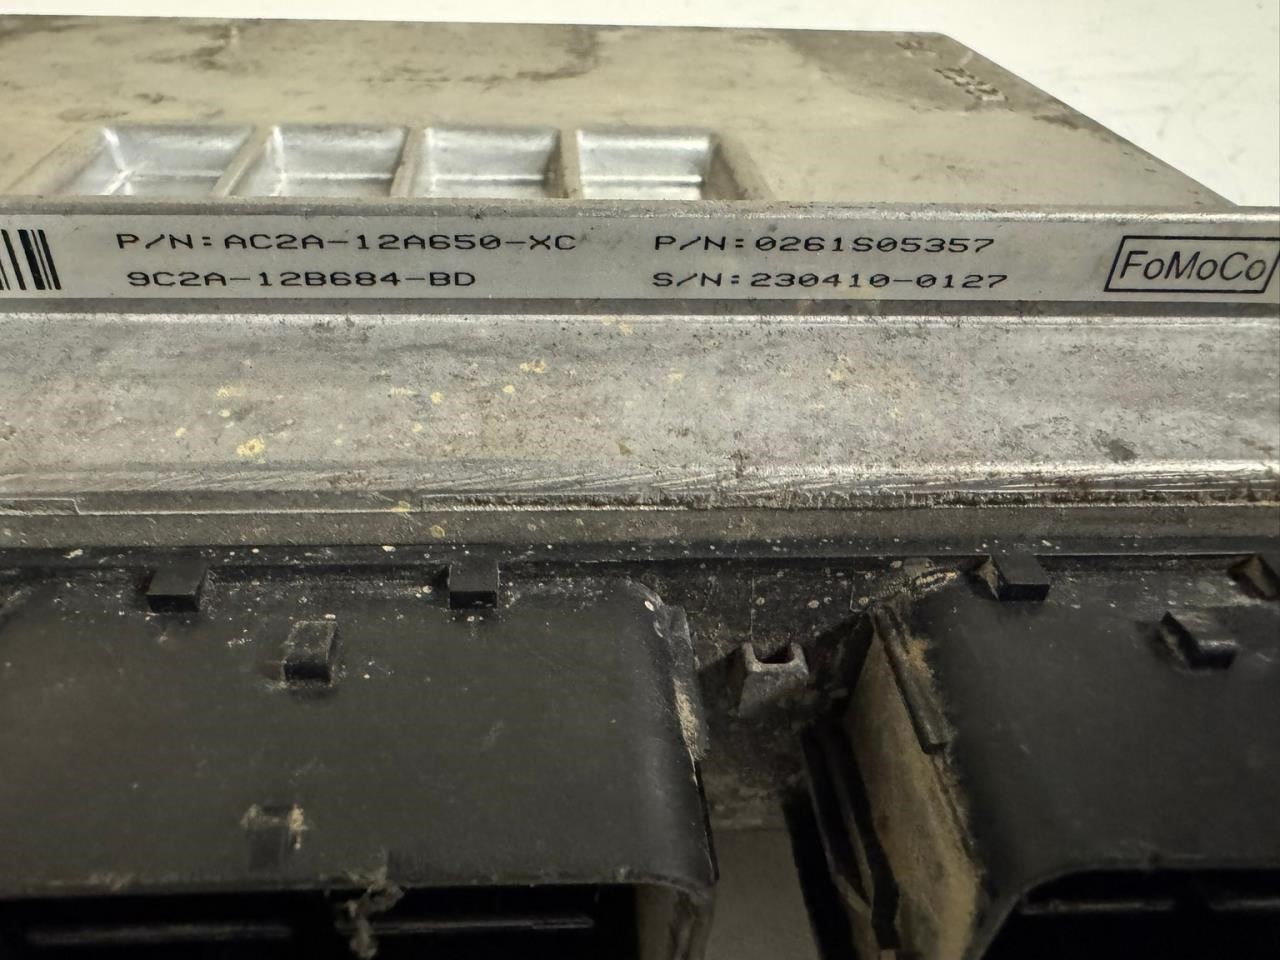 P/N:AC2A-12A650-XC
9C2A-12B684-BD
P/N:0261S05357
S/N:230410-0127
FoMoCo